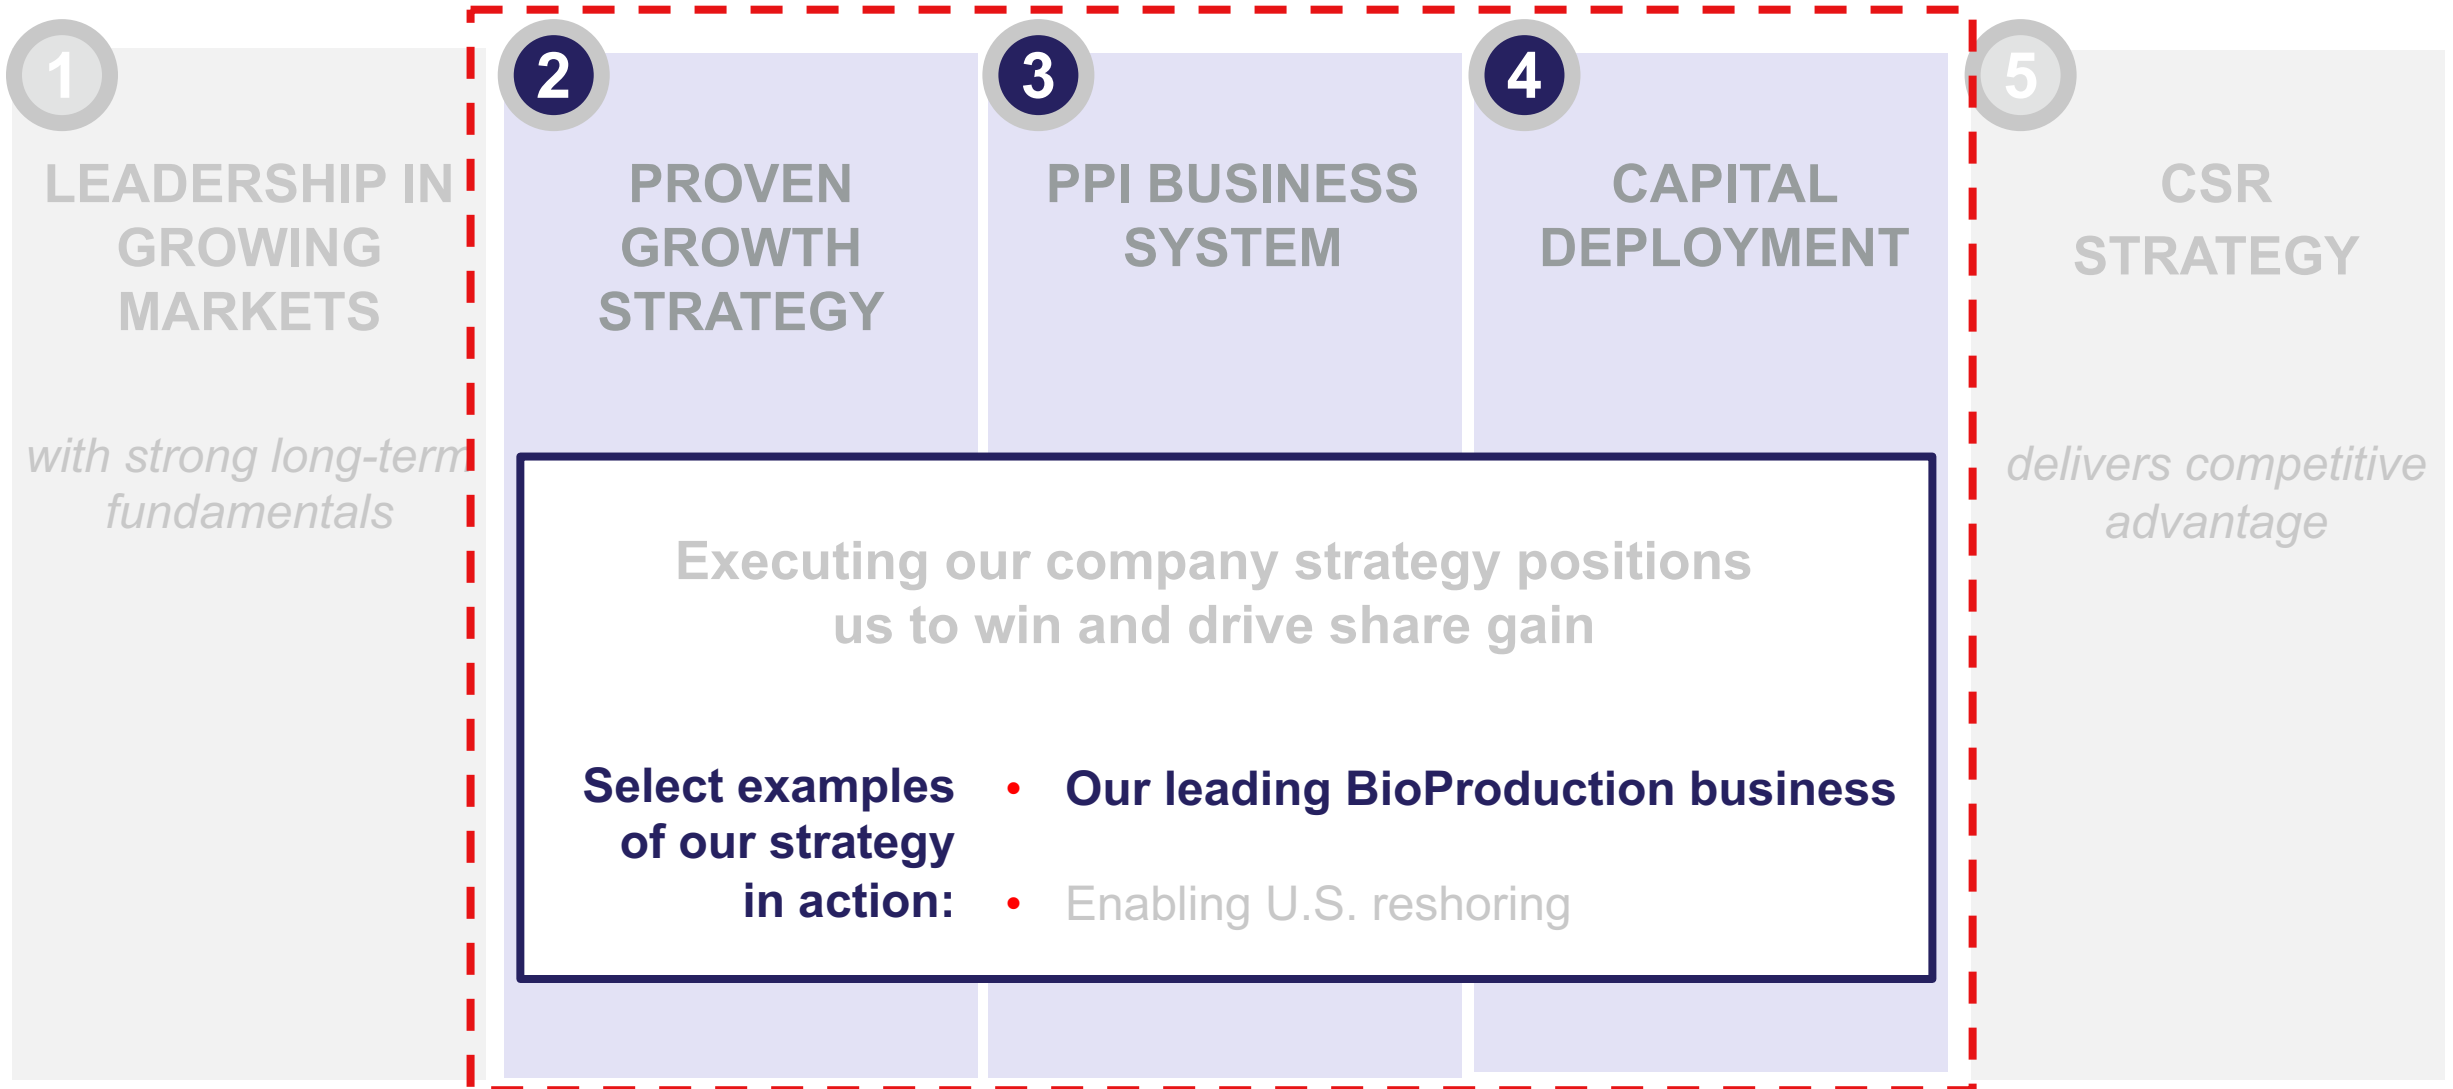 1
LEADERSHIP IN
GROWING
MARKETS
with strong long-term
fundamentals
2
PROVEN
GROWTH
STRATEGY
3
PPI BUSINESS
SYSTEM
4
CAPITAL
DEPLOYMENT
5
CSR
STRATEGY
delivers competitive
advantage
Executing our company strategy positions
us to win and drive share gain
Select examples
of our strategy
in action:
• Our leading BioProduction business
• Enabling U.S. reshoring